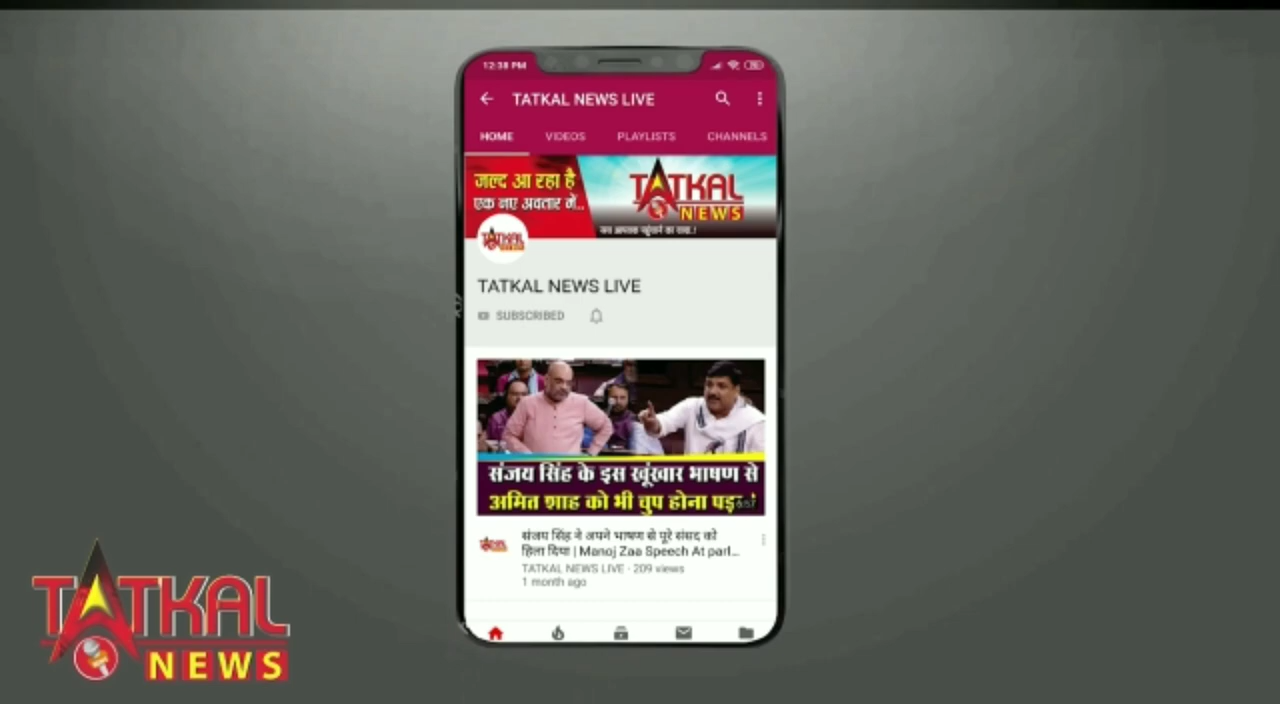 12:38 PM
TATKAL NEWS LIVE
HOME VIDEOS PLAYLISTS CHANNELS
जल्द आ रहा है
एक नए अवतार में..
TATKAL
NEWS
TATKAL
TATKAL NEWS LIVE
SUBSCRIBED
संजय सिंह के इस खूंखार भाषण से
अमित शाह को भी चुप होना पड़
संजय सिंह ने अपने भाषण से पूरे संसद को
हिला दिया | Manoj Zaa Speech At parl...
TATKAL
TATKAL NEWS LIVE · 209 views
1 month ago
TATKAL
NEWS